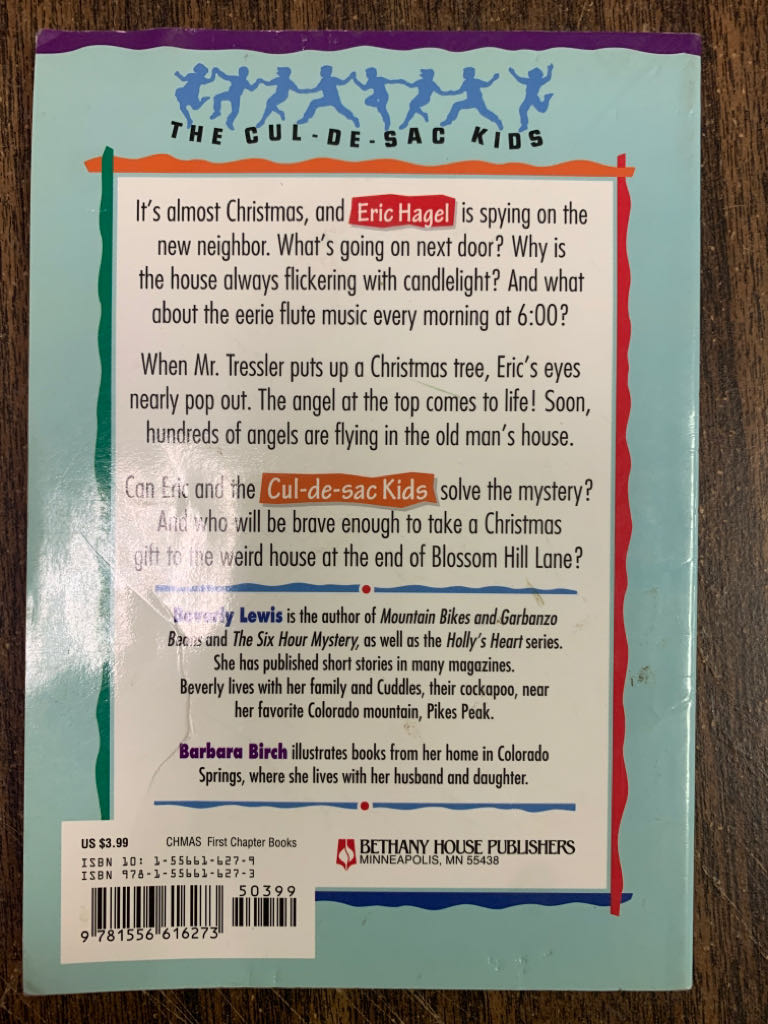 THE CUL-DE-SAC KIDS
It's almost Christmas, and Eric Hagel is spying on the
new neighbor. What's going on next door? Why is
the house always flickering with candlelight? And what
about the eerie flute music every morning at 6:00?
When Mr. Tressler puts up a Christmas tree, Eric's eyes
nearly pop out. The angel at the top comes to life! Soon,
hundreds of angels are flying in the old man's house.
Can Eric and the Cul-de-sac Kids solve the mystery?
And who will be brave enough to take a Christmas
gift to the weird house at the end of Blossom Hill Lane?
Beverly Lewis is the author of Mountain Bikes and Garbanzo
Beans and The Six Hour Mystery, as well as the Holly's Heart series.
She has published short stories in many magazines.
Beverly lives with her family and Cuddles, their cockapoo, near
her favorite Colorado mountain, Pikes Peak.
Barbara Birch illustrates books from her home in Colorado
Springs, where she lives with her husband and daughter.
US $3.99 CHMAS First Chapter Books
ISBN 10: 1-55661-627-9
ISBN 978-1-55661-627-3
50399
9 781556 616273
BETHANY HOUSE PUBLISHERS
MINNEAPOLIS, MN 55438